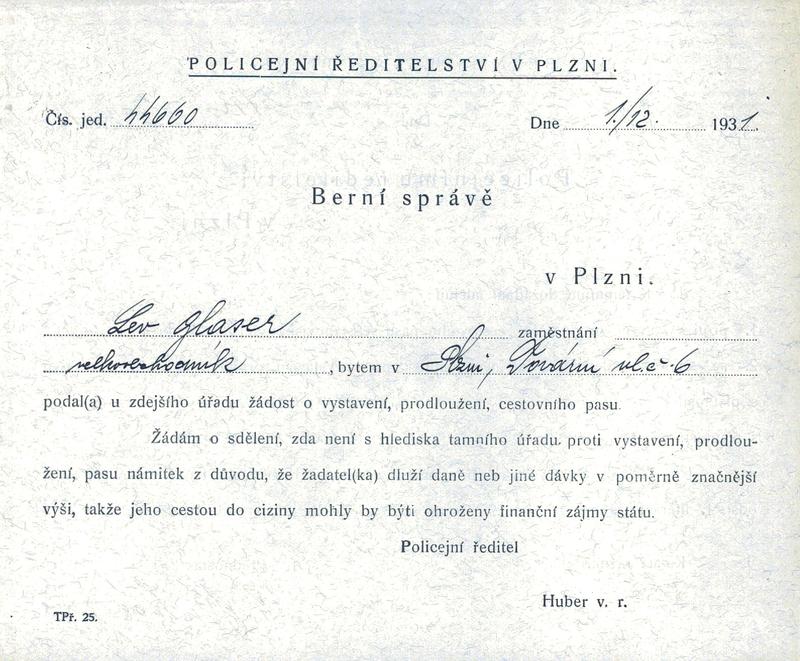 POLICEJNÍ ŘEDITELSTVÍ V PLZNI.
Čís. jed. 44660 Dne 1./12. 1931.
Berní správě
v Plzni.
Lev Glaser zaměstnání
velkoobchodník, bytem v Plzni, Tovární ul. č. 6
podal(a) u zdejšího úřadu žádost o vystavení, prodloužení, cestovního pasu.
Žádám o sdělení, zda není s hlediska tamního úřadu proti vystavení, prodlou-
žení, pasu námitek z důvodu, že žadatel(ka) dluží daně neb jiné dávky v poměrně značnější
výši, takže jeho cestou do ciziny mohly by býti ohroženy finanční zájmy státu.
Policejní ředitel
Huber v. r.
TPř. 25.